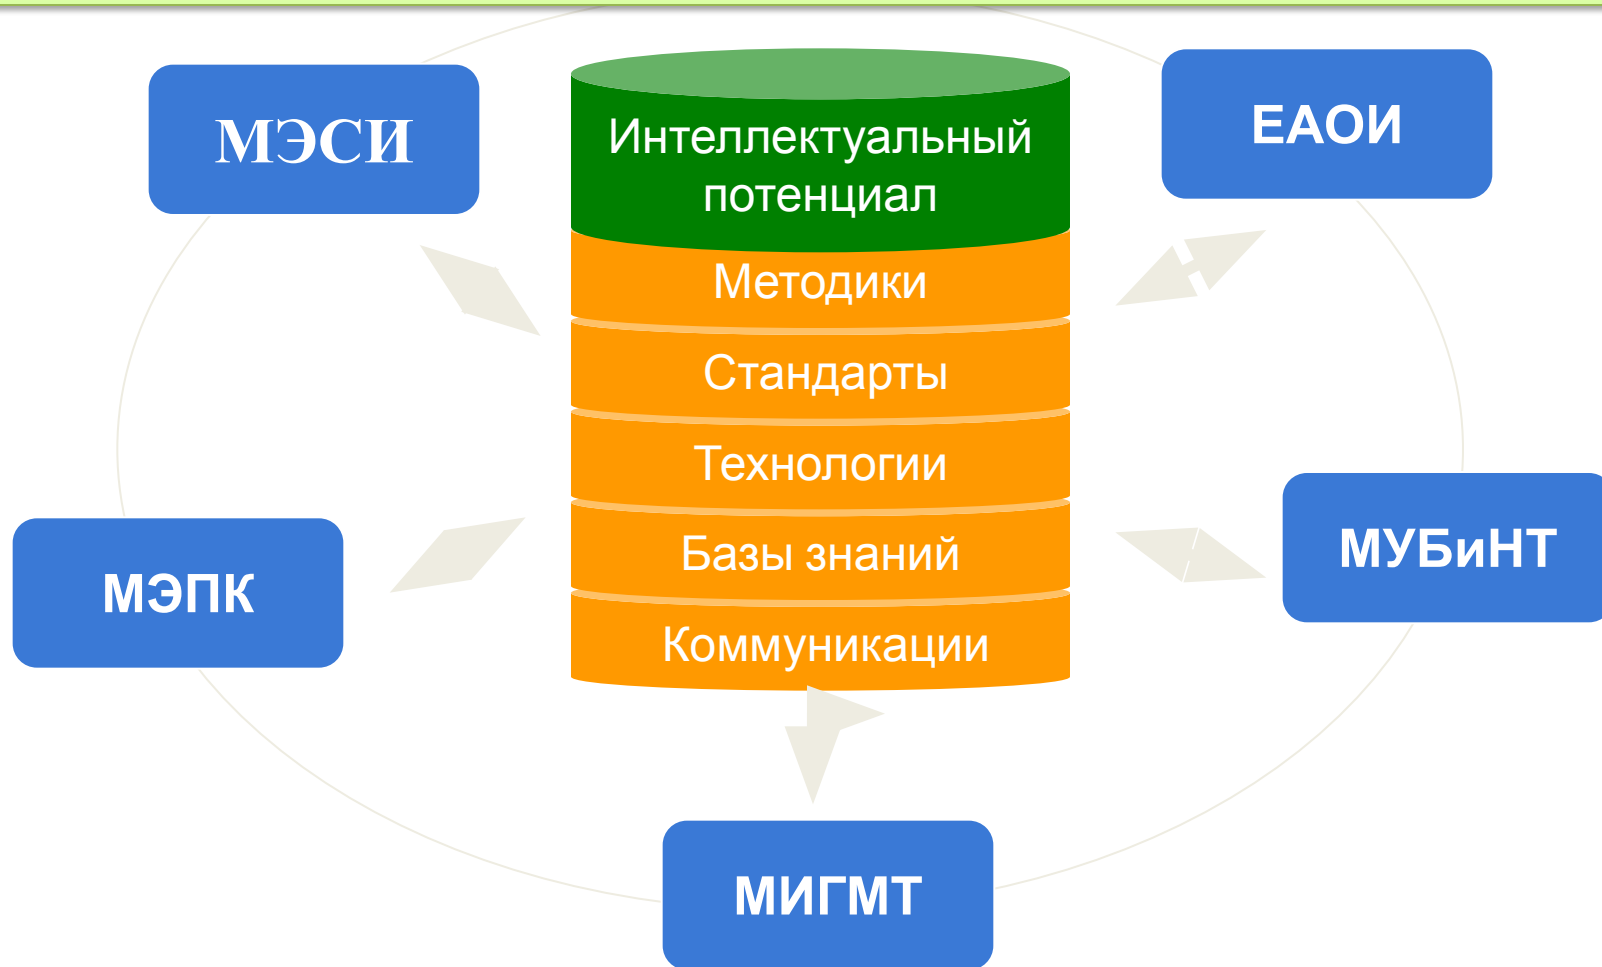 МЭСИ
ЕАОИ
Интеллектуальный
потенциал
Методики
Стандарты
Технологии
Базы знаний
Коммуникации
МУБиНТ
МЭПК
МИГМТ